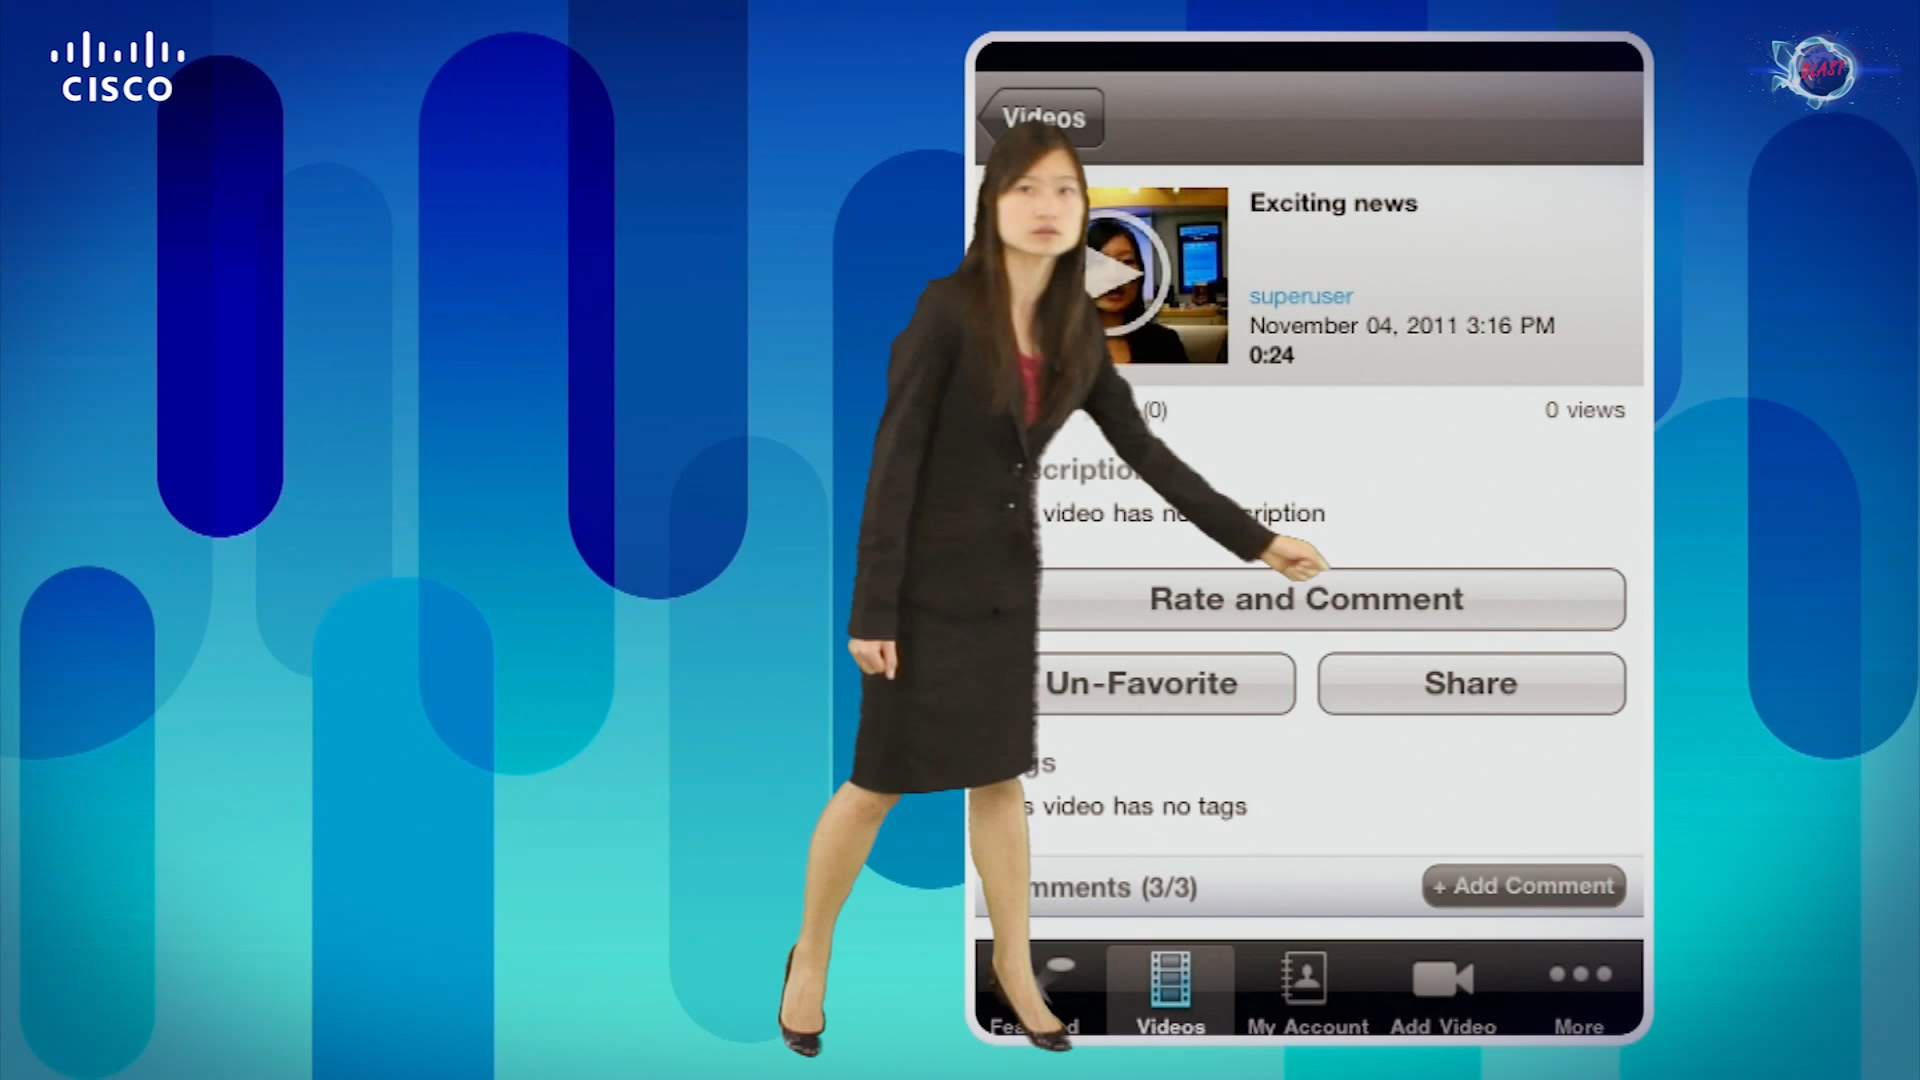 CISCO
BLAST
Videos
Exciting news
superuser
November 04, 2011 3:16 PM
0:24
(0)
0 views
video has no
Rate and Comment
Un-Favorite
Share
video has no tags
(3/3)
+ Add Comment
Videos
My Account
Add Video
More